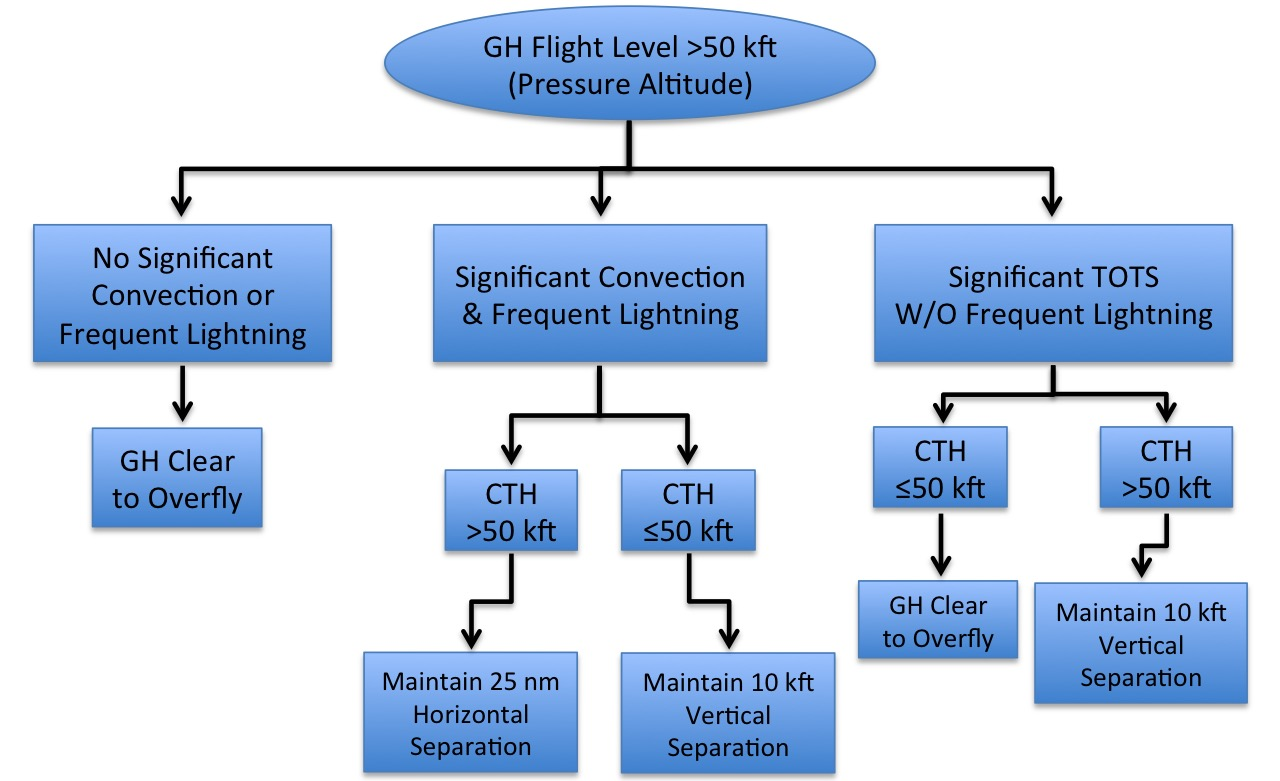 GH Flight Level >50 kft
(Pressure Altitude)
No Significant
Convection or
Frequent Lightning
Significant Convection
& Frequent Lightning
Significant TOTS
W/O Frequent Lightning
GH Clear
to Overfly
CTH
>50 kft
CTH
≤50 kft
CTH
≤50 kft
CTH
>50 kft
Maintain 25 nm
Horizontal
Separation
Maintain 10 kft
Vertical
Separation
GH Clear
to Overfly
Maintain 10 kft
Vertical
Separation